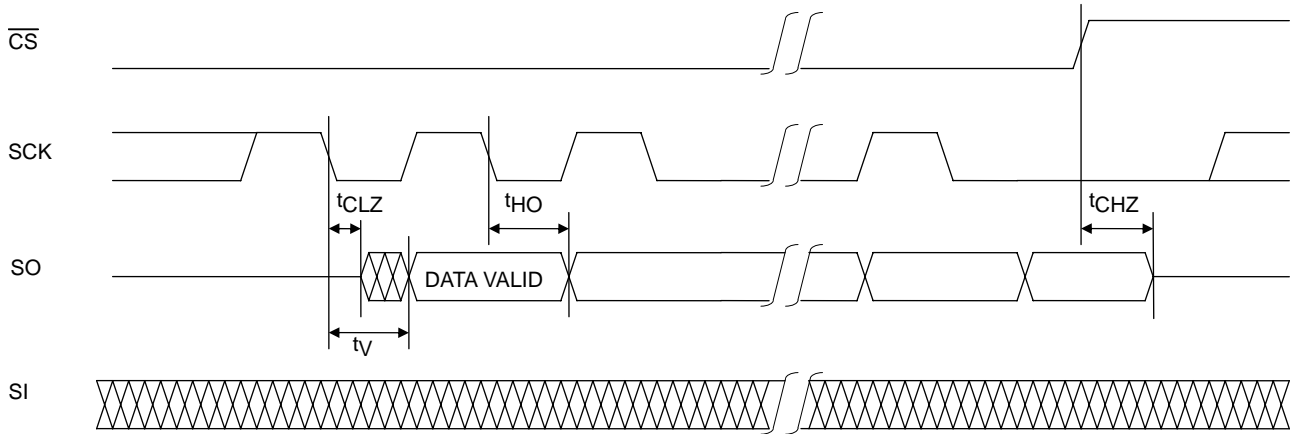 CS
SCK
tCLZ
tHO
tCHZ
SO
DATA VALID
tV
SI